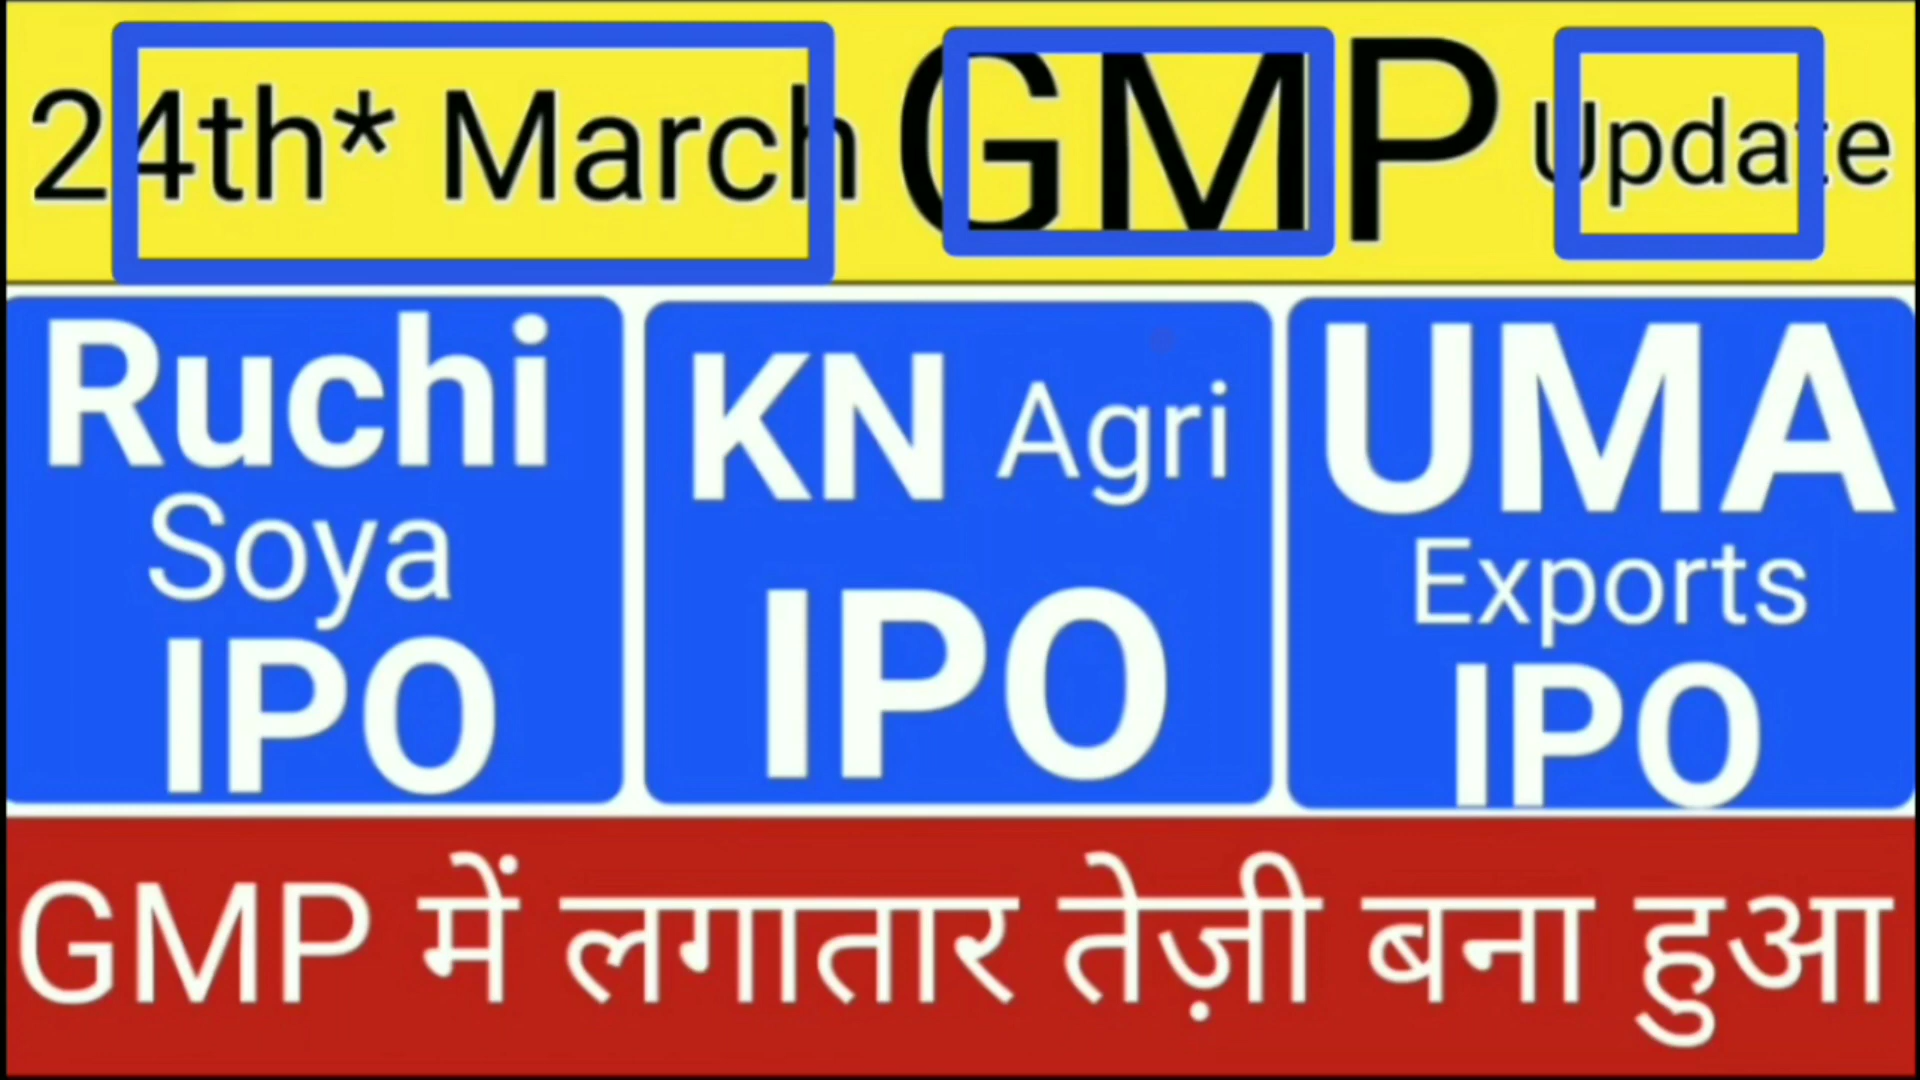 24th* March GMP Update
Ruchi
Soya
IPO
KN Agri
IPO
UMA
Exports
IPO
GMP में लगातार तेज़ी बना हुआ